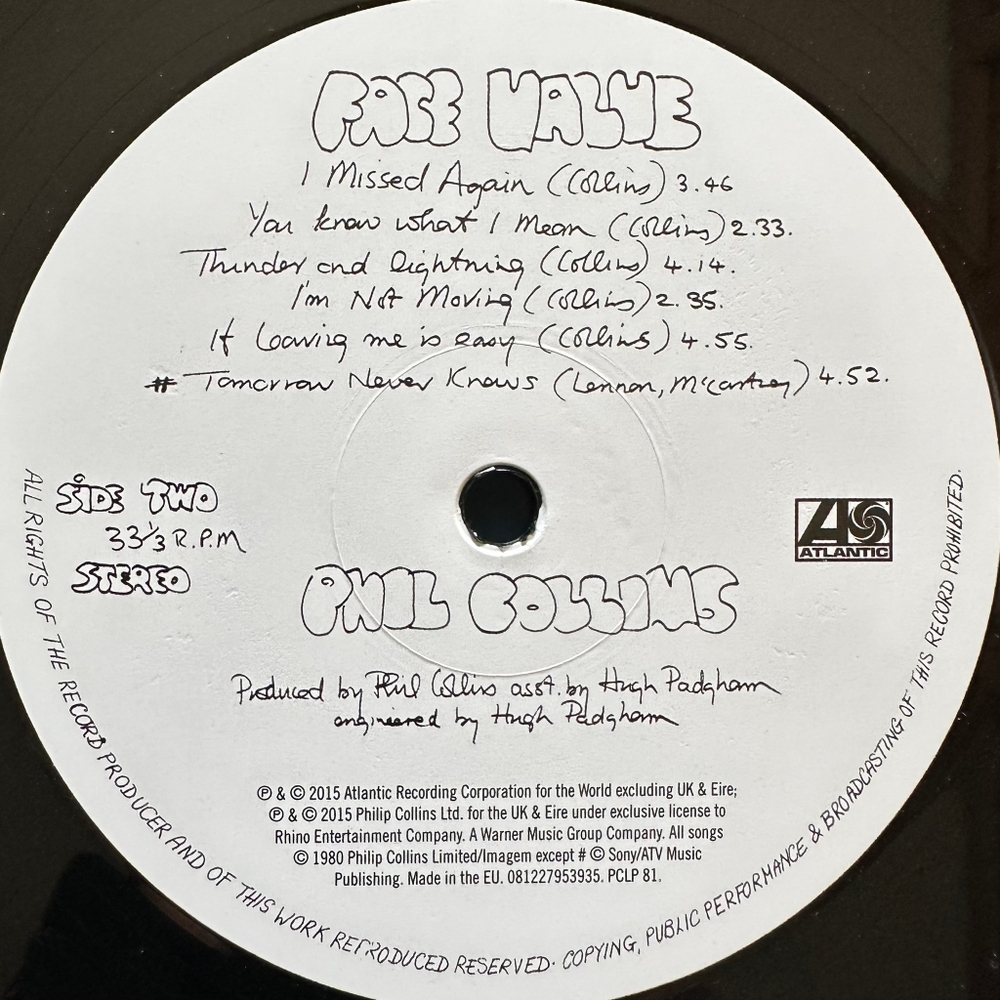 FACE VALUE
I Missed Again (Collins) 3.46
You know what I Mean (Collins) 2.33.
Thunder and lightning (Collins) 4.14.
I'm Not Moving (Collins) 2.35.
If Leaving me is easy (Collins) 4.55.
# Tomorrow Never Knows (Lennon, McCartney) 4.52.
SIDE TWO
33⅓ R.P.M
STEREO
ATLANTIC
PHIL COLLINS
Produced by Phil Collins asst. by Hugh Padgham
engineered by Hugh Padgham
℗ & © 2015 Atlantic Recording Corporation for the World excluding UK & Eire;
℗ & © 2015 Philip Collins Ltd. for the UK & Eire under exclusive license to
Rhino Entertainment Company. A Warner Music Group Company. All songs
© 1980 Philip Collins Limited/Imagem except # © Sony/ATV Music
Publishing. Made in the EU. 081227953935. PCLP 81.
ALL RIGHTS OF THE RECORD PRODUCER AND OF THIS WORK REPRODUCED RESERVED. COPYING, PUBLIC PERFORMANCE & BROADCASTING OF THIS RECORD PROHIBITED.